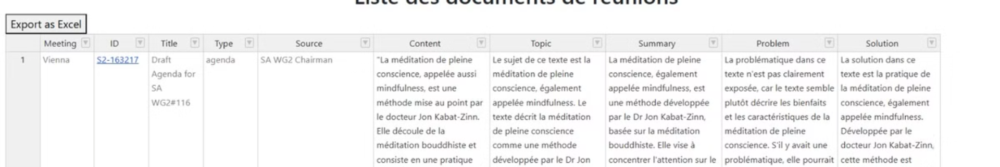 Liste des documents de réunions
Export as Excel
Meeting ID Title Type Source Content Topic Summary Problem Solution
1 Vienna S2-163217 Draft agenda SA WG2 Chairman "La méditation de pleine Le sujet de ce texte est la La méditation de pleine La problématique dans ce La solution dans ce
conscience, appelée aussi méditation de pleine conscience, également texte n'est pas clairement texte est la pratique de
Agenda for mindfulness, est une conscience, également appelée mindfulness, est exposée, car le texte semble la méditation de pleine
SA méthode mise au point par appelée mindfulness. Le une méthode développée plutôt décrire les bienfaits conscience, également
WG2#116 le docteur Jon Kabat-Zinn. texte décrit la méditation par le Dr Jon Kabat-Zinn, et les caractéristiques de la appelée mindfulness.
Elle découle de la de pleine conscience basée sur la méditation méditation de pleine Développée par le
méditation bouddhiste et comme une méthode bouddhiste. Elle vise à conscience. S'il y avait une docteur Jon Kabat-Zinn,
consiste en une pratique développée par le Dr Jon concentrer l'attention sur le problématique, elle pourrait cette méthode est